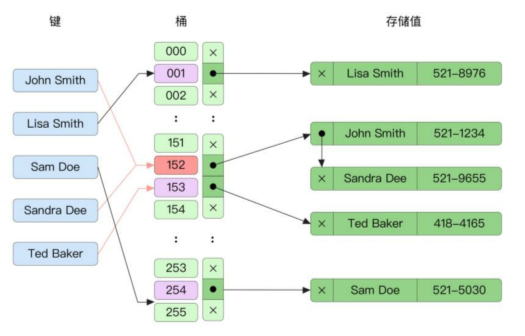 键 桶 存储值
000 ×
John Smith 001 × Lisa Smith 521-8976
002 ×
Lisa Smith : :
151 × John Smith 521-1234
Sam Doe 152
× Sandra Dee 521-9655
153
Sandra Dee 154 × × Ted Baker 418-4165
Ted Baker : :
253 ×
254 × Sam Doe 521-5030
255 ×